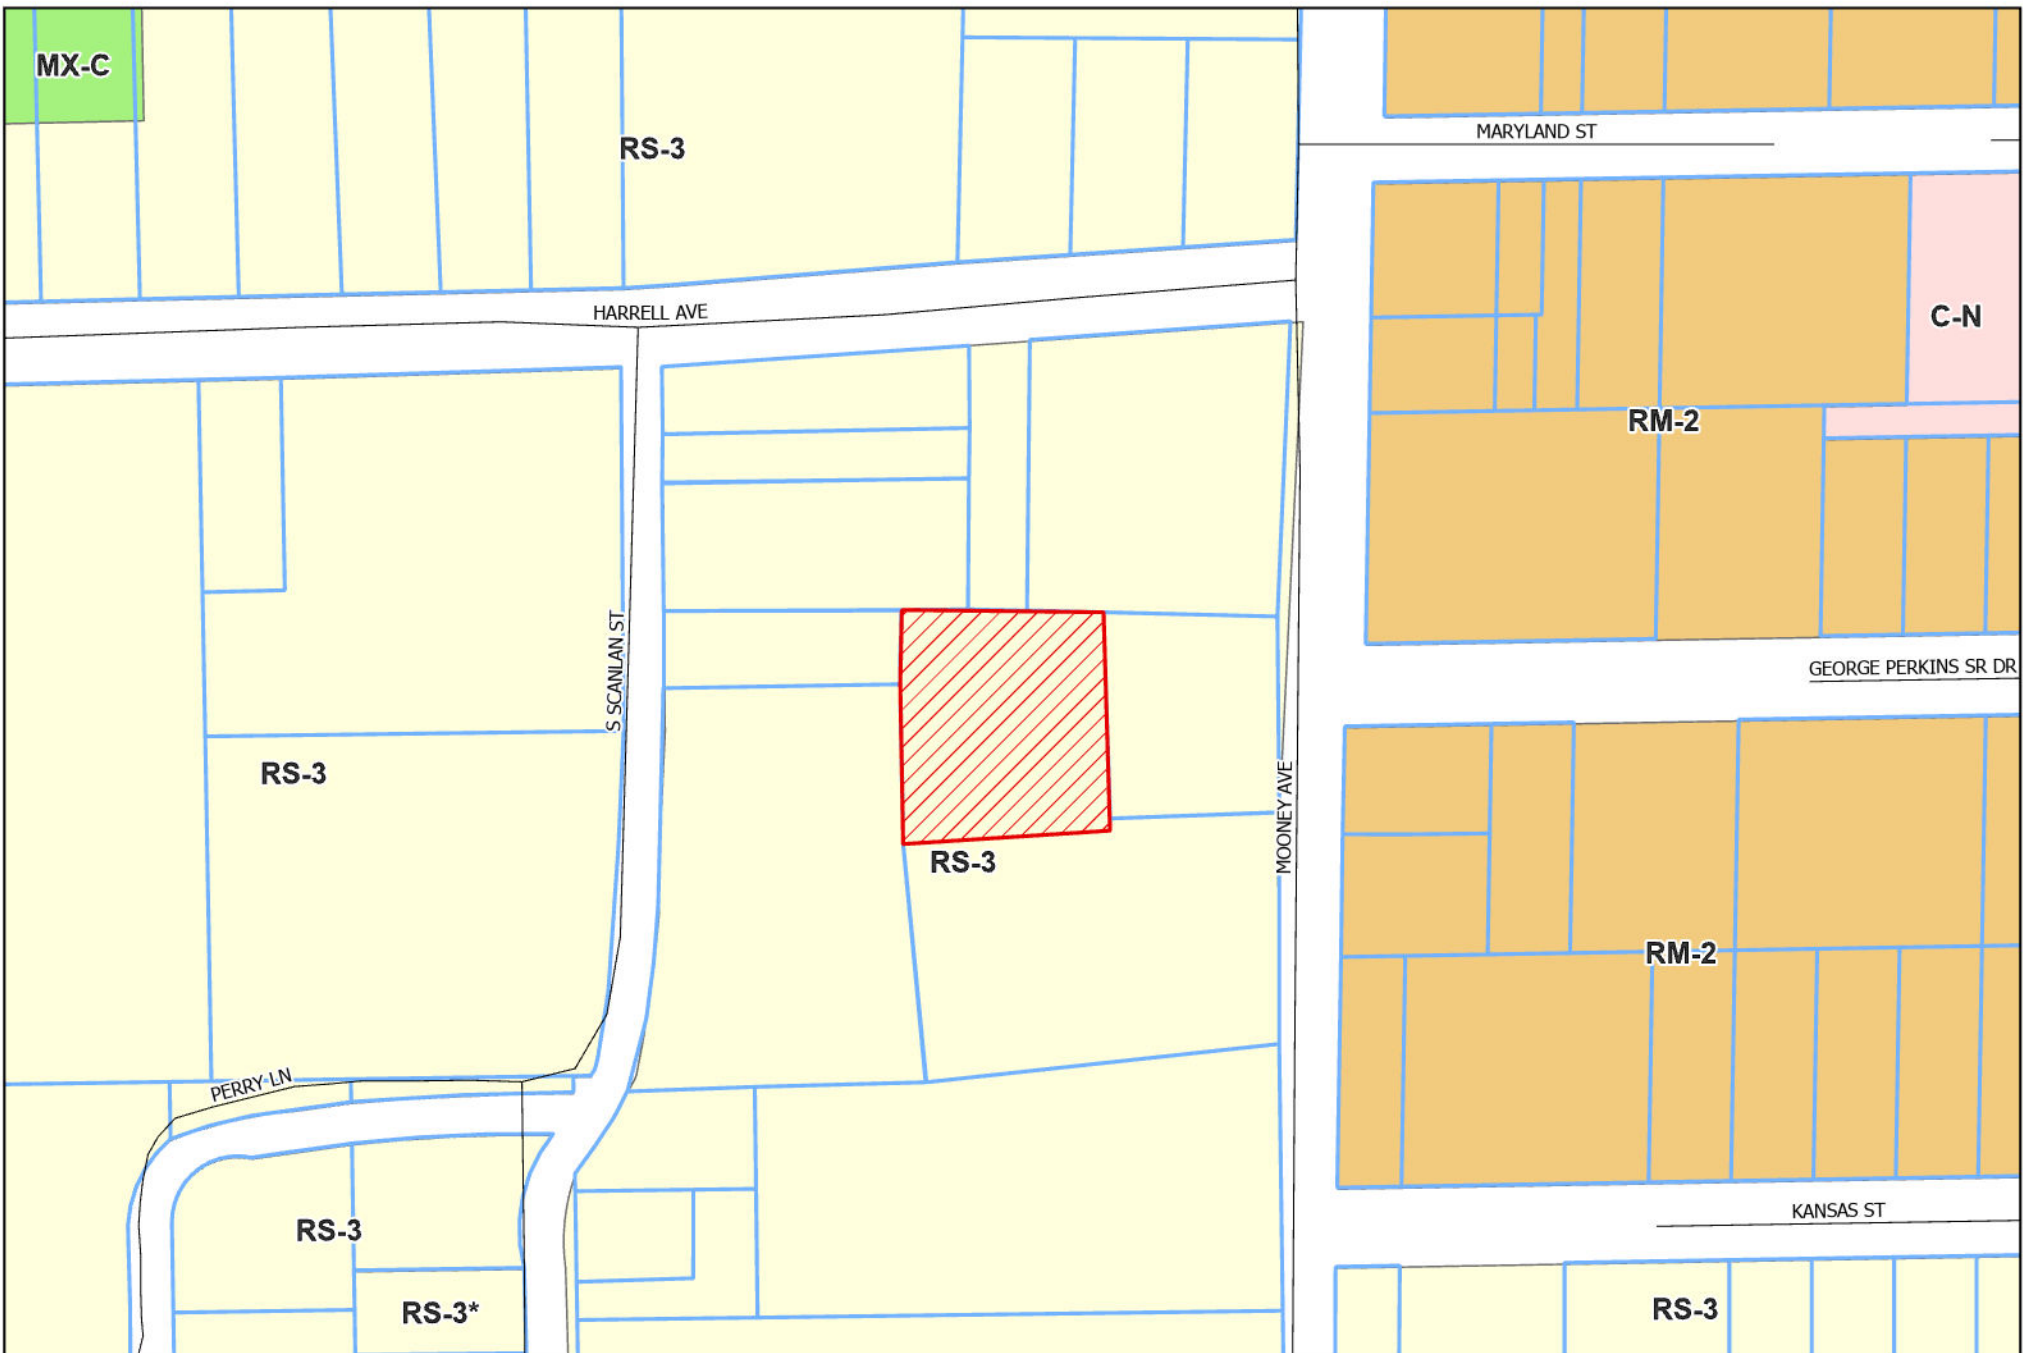 MX-C
MARYLAND ST
RS-3
HARRELL AVE
C-N
RM-2
S SCANLAN ST
GEORGE PERKINS SR DR
RS-3
MOONEY AVE
RS-3
RM-2
PERRY LN
KANSAS ST
RS-3
RS-3*
RS-3